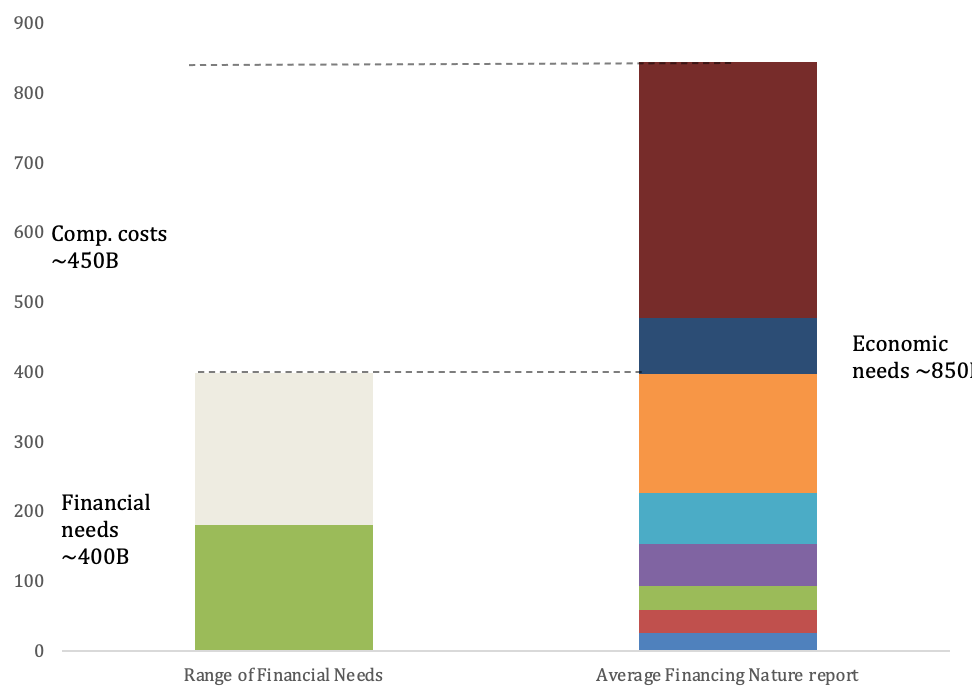 900
800
700
600
500
400
300
200
100
0
Comp. costs
~450B
Financial
needs
~400B
Economic
needs ~850
Range of Financial Needs
Average Financing Nature report